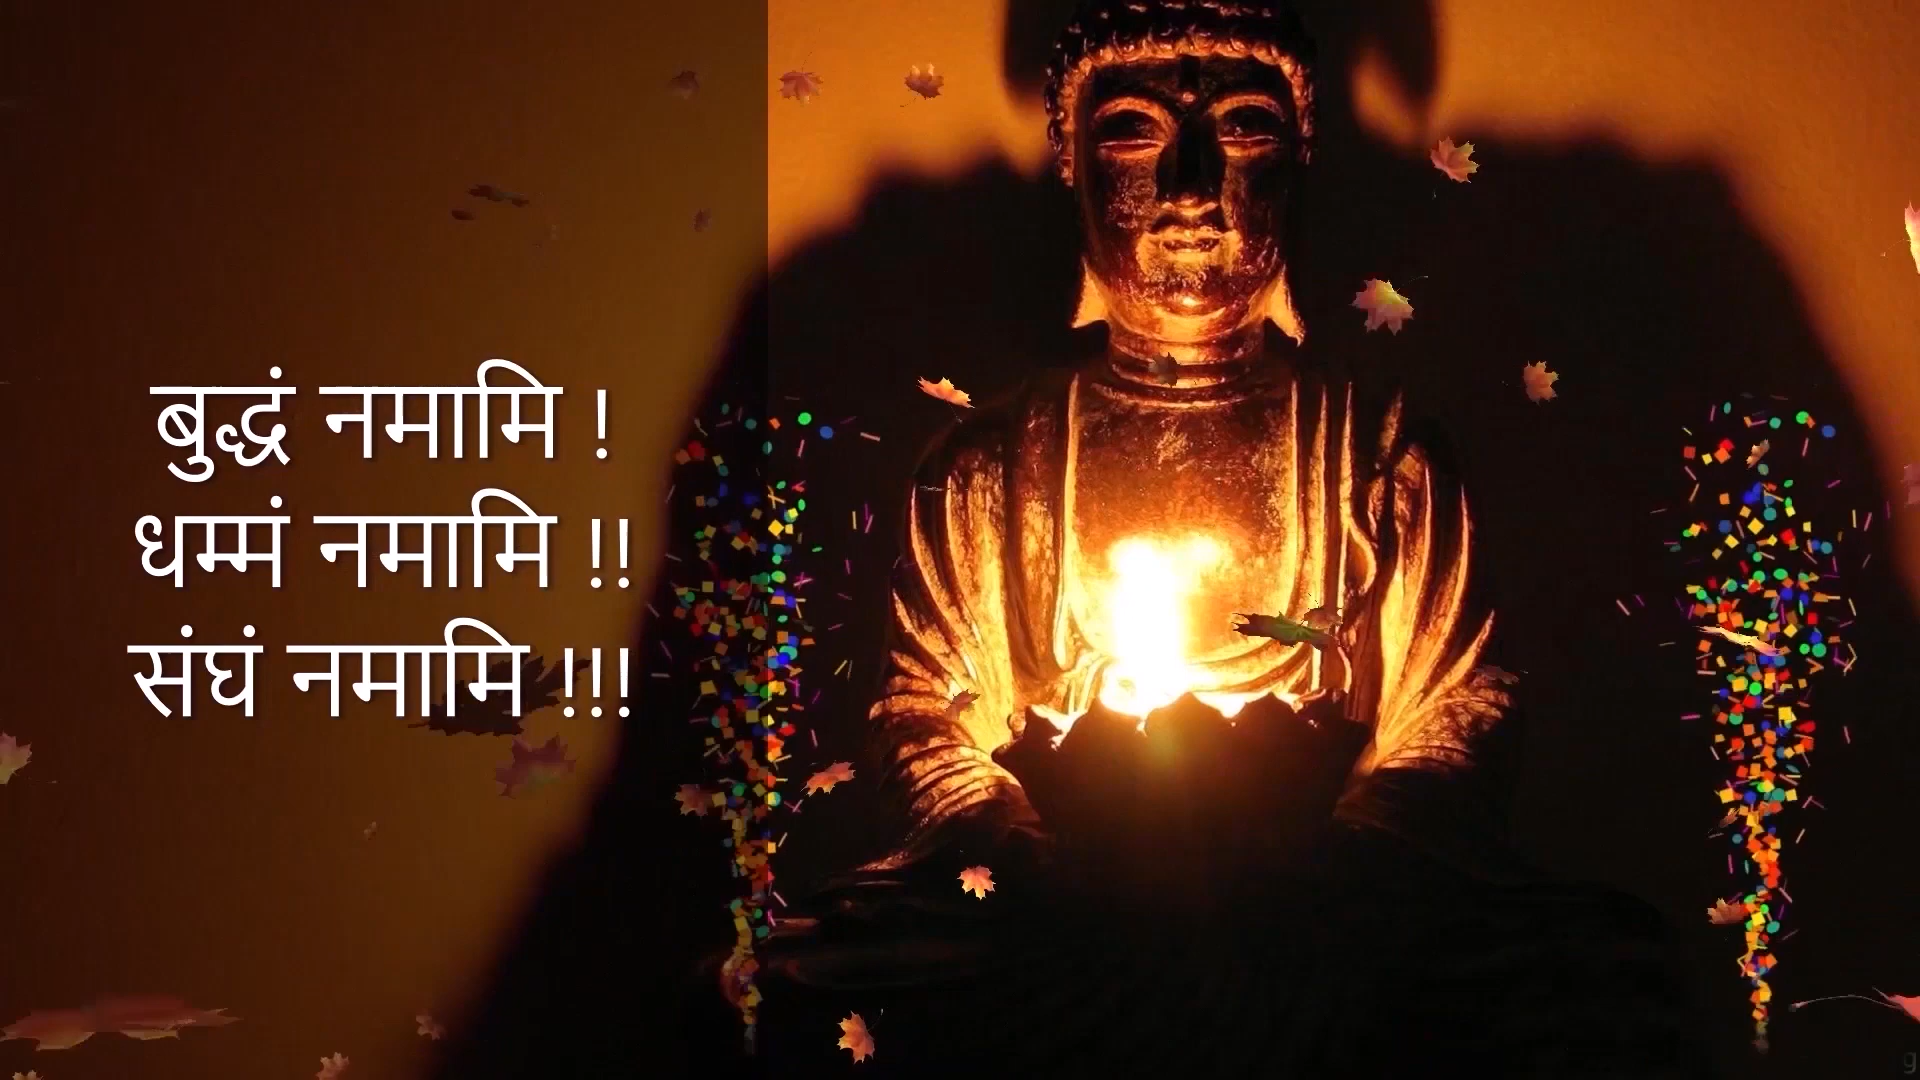 बुद्धं नमामि !
धम्मं नमामि !!
संघं नमामि !!!
g